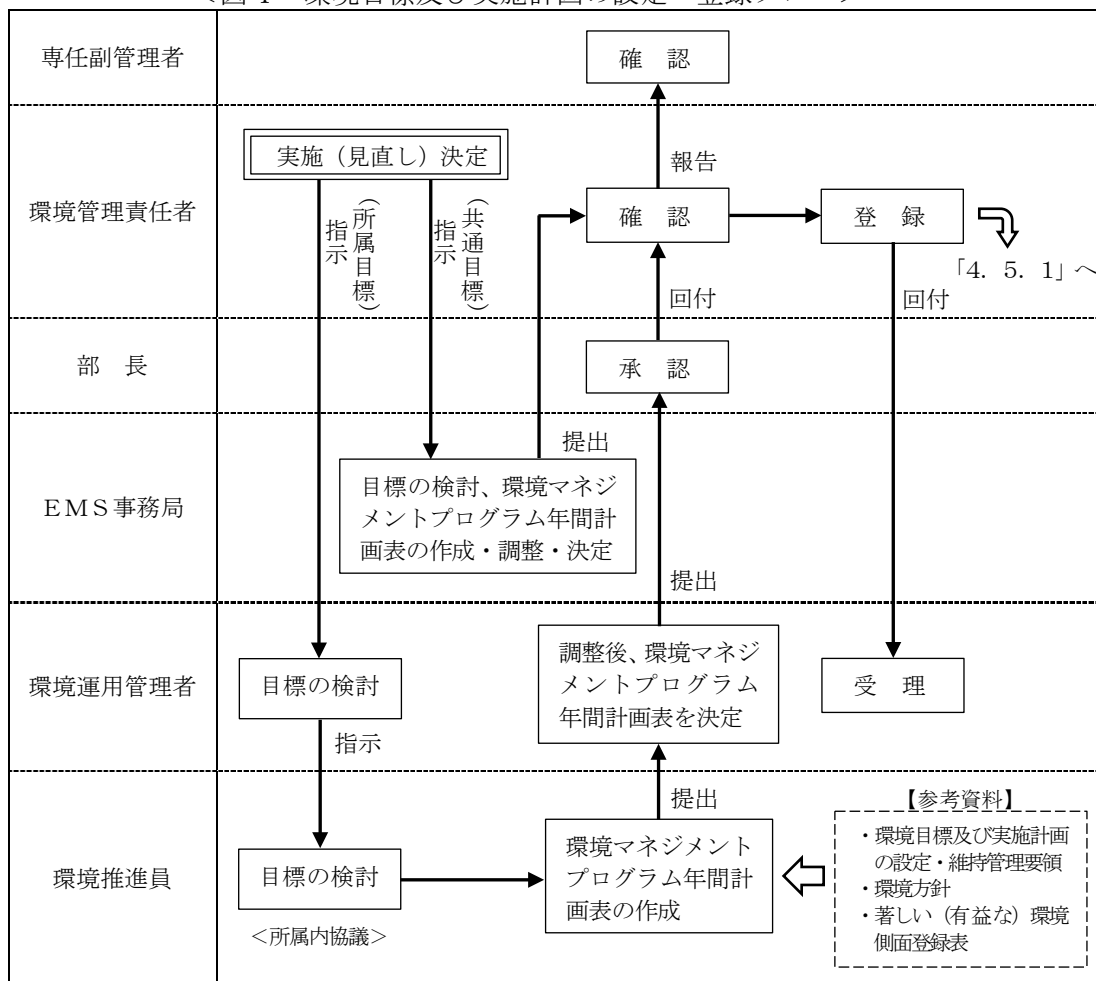 専任副管理者
確 認
報告
環境管理責任者
実施（見直し）決定
指示
（所属目標）
指示
（共通目標）
確 認
登 録
「4．5．1」へ
回付
回付
部 長
承 認
ＥＭＳ事務局
提出
目標の検討、環境マネジ
メントプログラム年間計
画表の作成・調整・決定
提出
環境運用管理者
目標の検討
調整後、環境マネジ
メントプログラム
年間計画表を決定
受 理
指示
提出
環境推進員
目標の検討
＜所属内協議＞
環境マネジメント
プログラム年間計
画表の作成
【参考資料】
・環境目標及び実施計画
の設定・維持管理要領
・環境方針
・著しい（有益な）環境
側面登録表